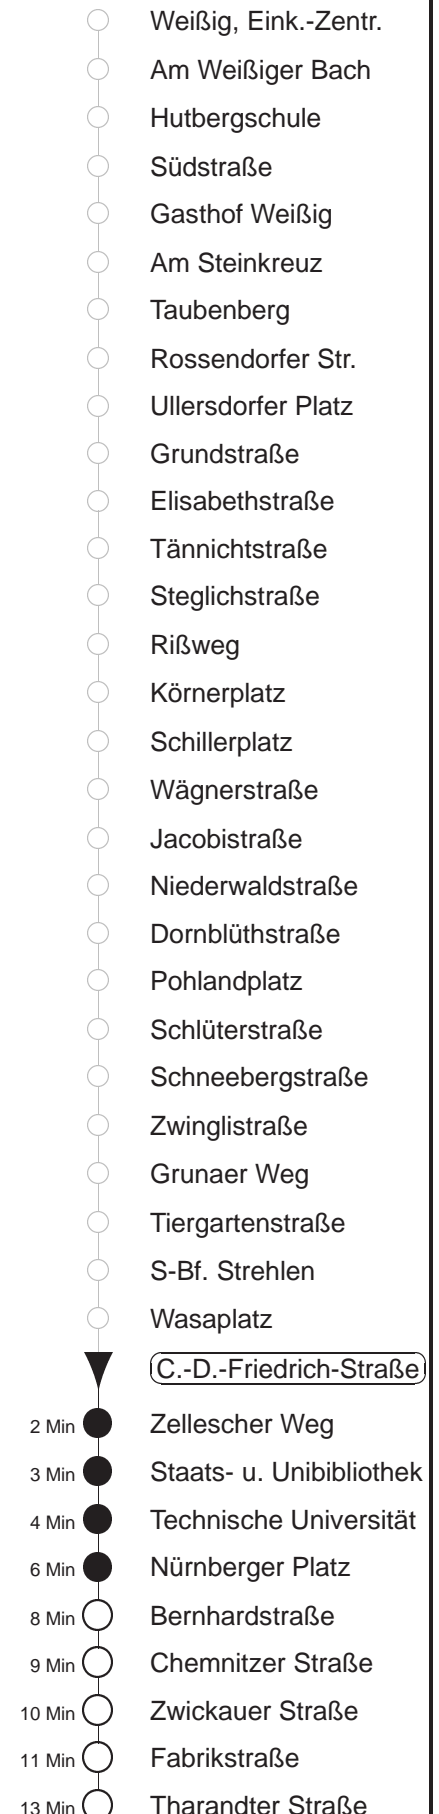 Weißig, Eink.-Zentr.
Am Weißiger Bach
Hutbergschule
Südstraße
Gasthof Weißig
Am Steinkreuz
Taubenberg
Rossendorfer Str.
Ullersdorfer Platz
Grundstraße
Elisabethstraße
Tännichtstraße
Steglichstraße
Rißweg
Körnerplatz
Schillerplatz
Wägnerstraße
Jacobistraße
Niederwaldstraße
Dornblüthstraße
Pohlandplatz
Schlüterstraße
Schneebergstraße
Zwinglistraße
Grunaer Weg
Tiergartenstraße
S-Bf. Strehlen
Wasaplatz
C.-D.-Friedrich-Straße
2 Min Zellescher Weg
3 Min Staats- u. Unibibliothek
4 Min Technische Universität
6 Min Nürnberger Platz
8 Min Bernhardstraße
9 Min Chemnitzer Straße
10 Min Zwickauer Straße
11 Min Fabrikstraße
13 Min Tharandter Straße